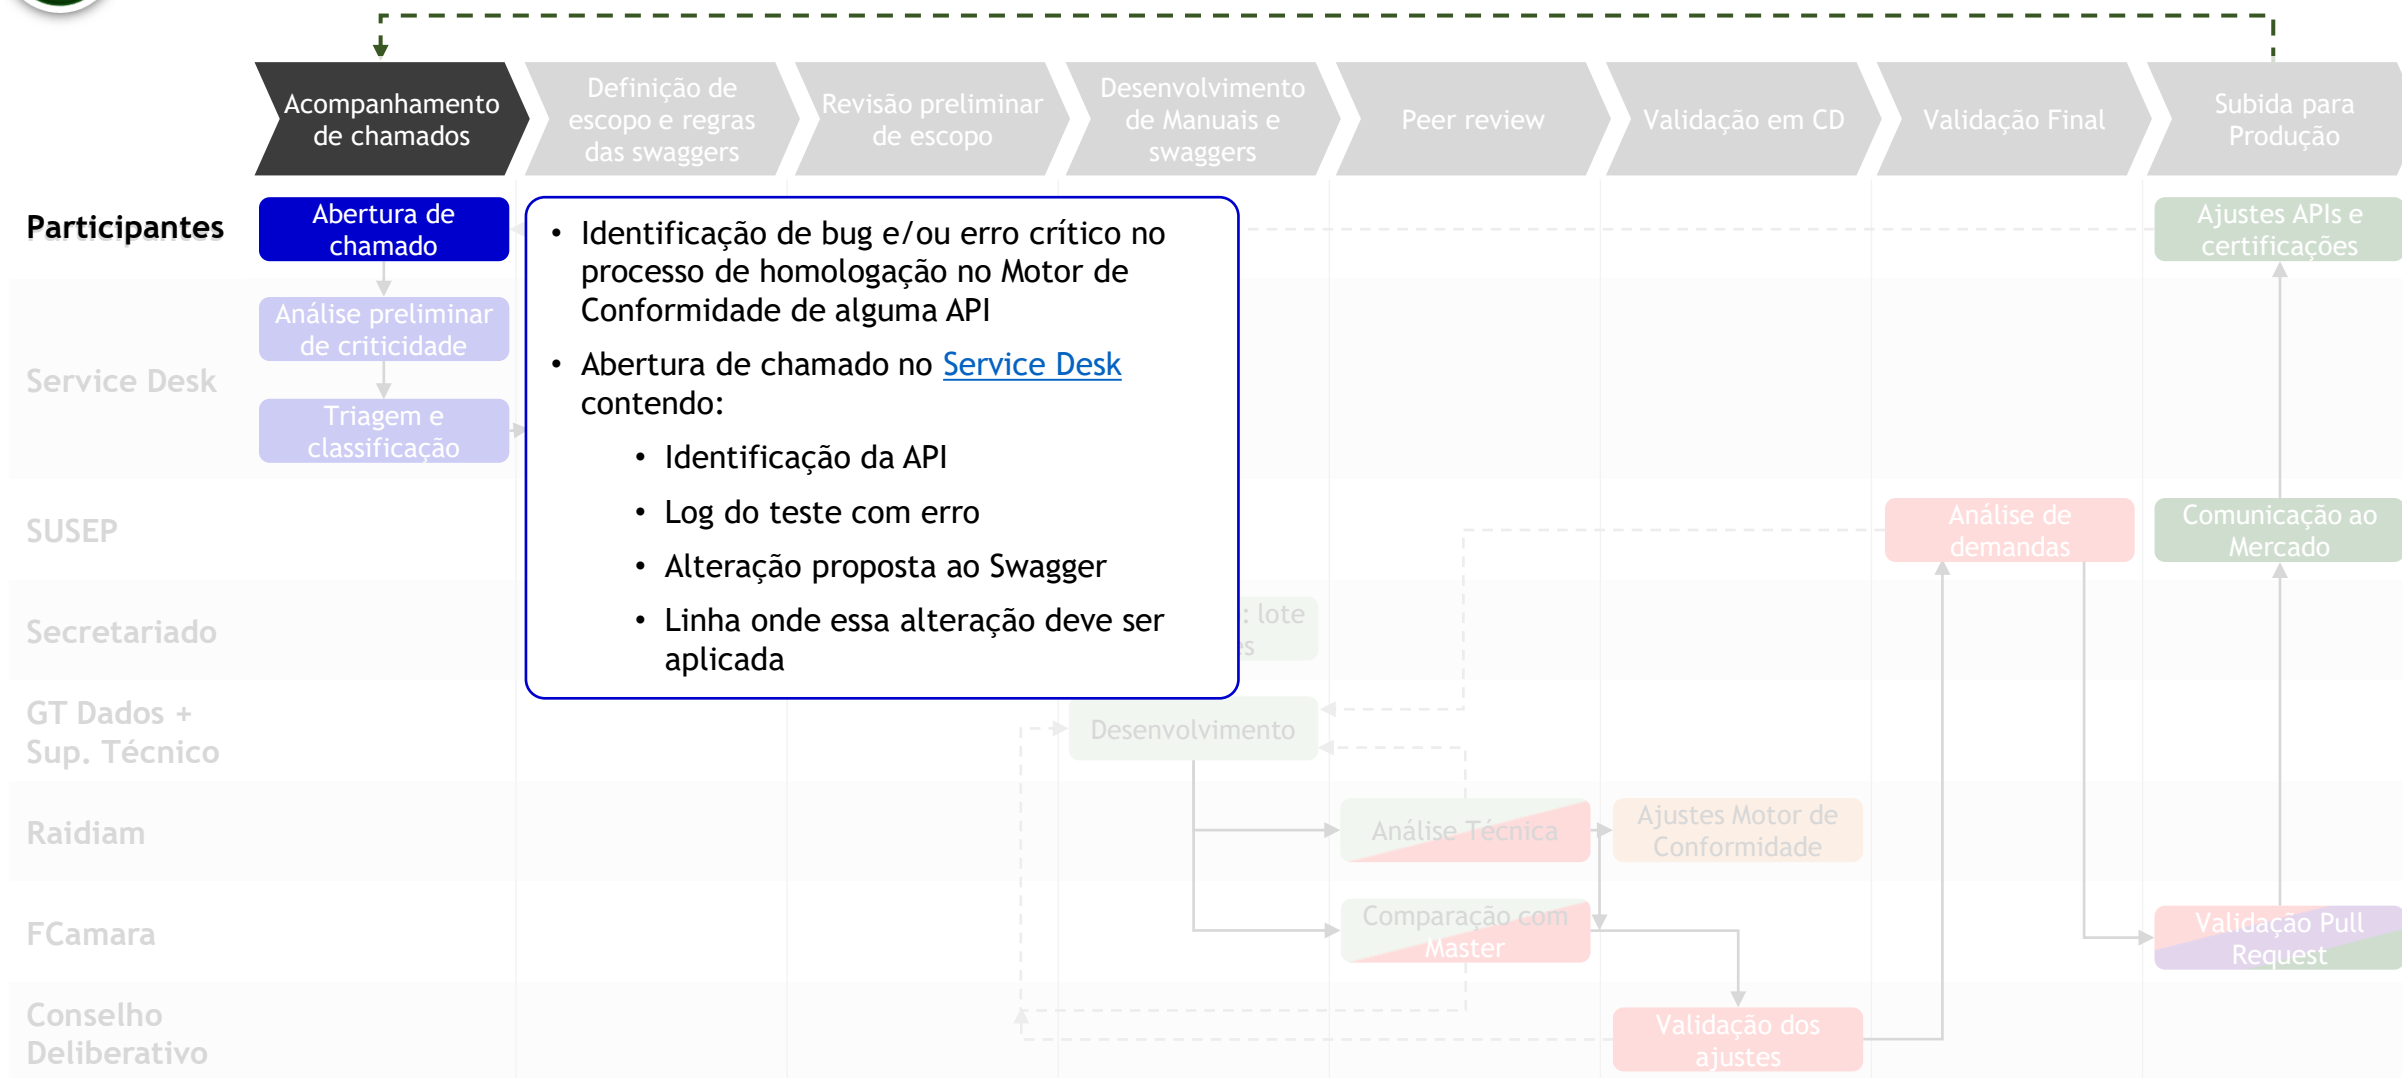 Acompanhamento
de chamados
Definição de
escopo e regras
das swaggers
Revisão preliminar
de escopo
Desenvolvimento
de Manuais e
swaggers
Peer review
Validação em CD
Validação Final
Subida para
Produção
Participantes
Abertura de
chamado
• Identificação de bug e/ou erro crítico no
processo de homologação no Motor de
Conformidade de alguma API
• Abertura de chamado no Service Desk
contendo:
• Identificação da API
• Log do teste com erro
• Alteração proposta ao Swagger
• Linha onde essa alteração deve ser
aplicada
Ajustes APIs e
certificações
Service Desk
Análise preliminar
de criticidade
Triagem e
classificação
SUSEP
Análise de
demandas
Comunicação ao
Mercado
Secretariado
: lote
es
GT Dados +
Sup. Técnico
Desenvolvimento
Raidiam
Análise Técnica
Ajustes Motor de
Conformidade
FCamara
Comparação com
Master
Validação Pull
Request
Conselho
Deliberativo
Validação dos
ajustes